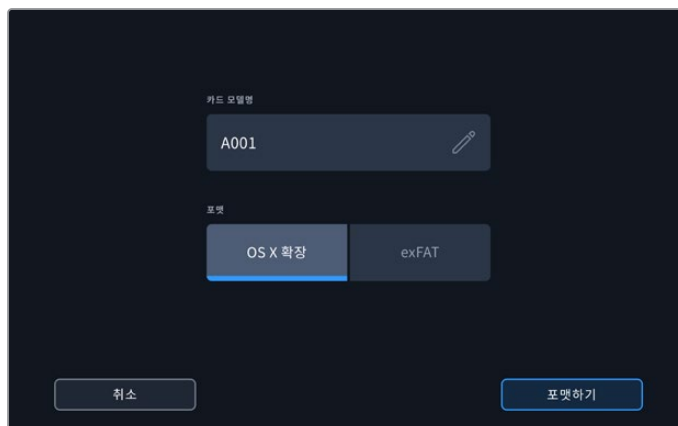 카드 모델명
A001
포맷
OS X 확장
exFAT
취소
포맷하기